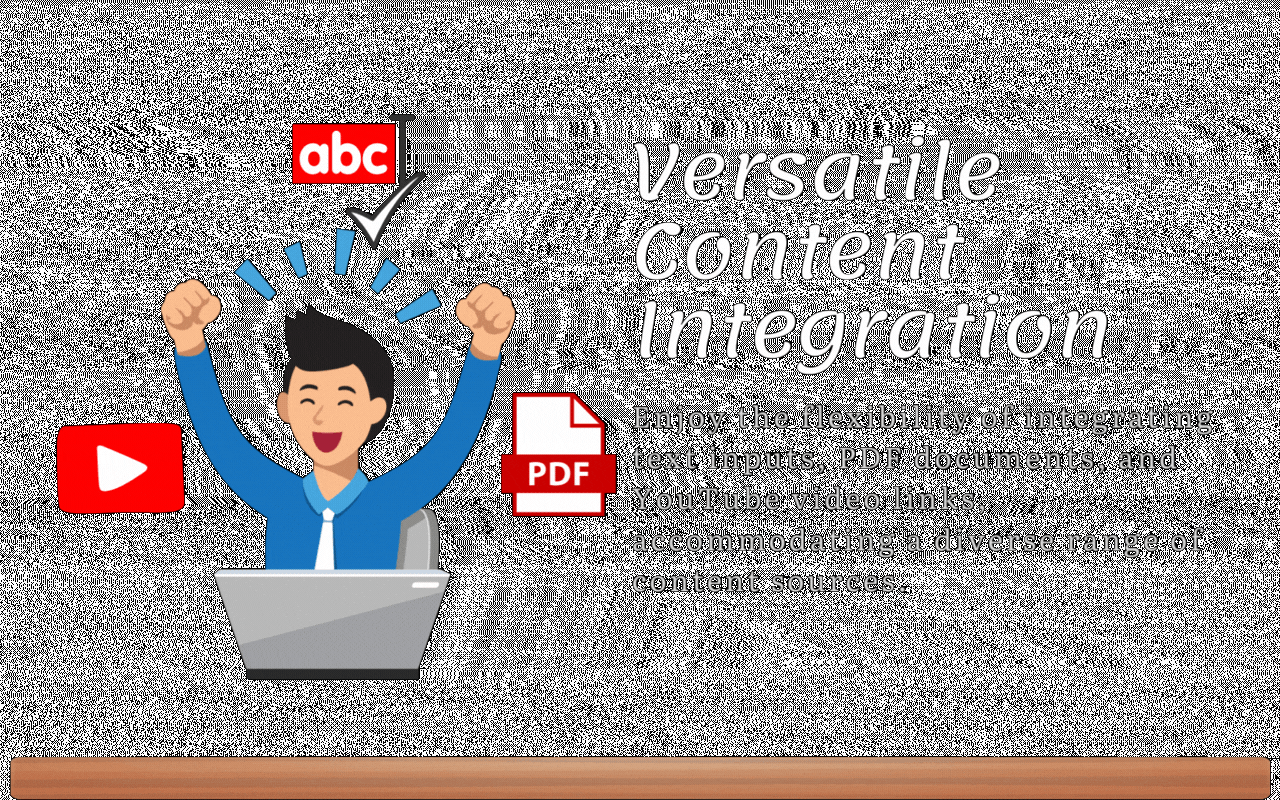 abc
Versatile
Content
Integration
PDF
Enjoy the flexibility of integrating
text inputs, PDF documents, and
YouTube video links,
accommodating a diverse range of
content sources.